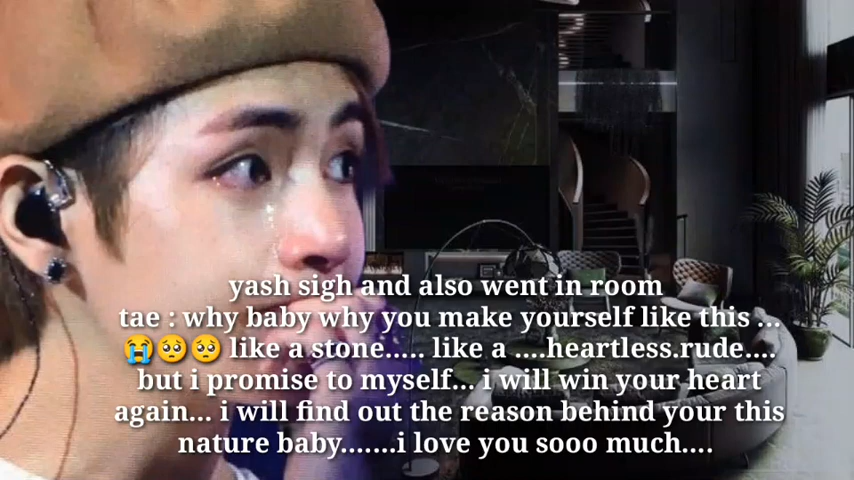 yash sigh and also went in room
tae : why baby why you make yourself like this ...
😭🥺🥺 like a stone..... like a ....heartless.rude....
but i promise to myself... i will win your heart
again... i will find out the reason behind your this
nature baby.......i love you sooo much....